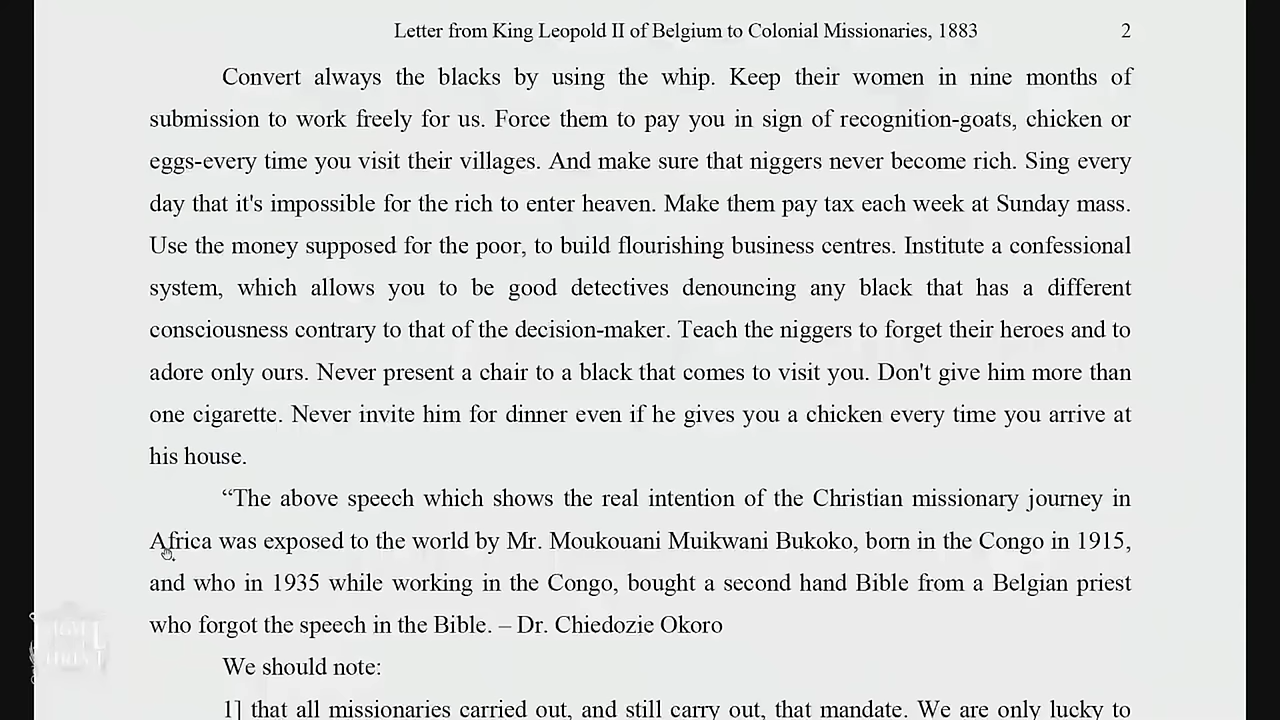 Letter from King Leopold II of Belgium to Colonial Missionaries, 1883 2
Convert always the blacks by using the whip. Keep their women in nine months of
submission to work freely for us. Force them to pay you in sign of recognition-goats, chicken or
eggs-every time you visit their villages. And make sure that niggers never become rich. Sing every
day that it's impossible for the rich to enter heaven. Make them pay tax each week at Sunday mass.
Use the money supposed for the poor, to build flourishing business centres. Institute a confessional
system, which allows you to be good detectives denouncing any black that has a different
consciousness contrary to that of the decision-maker. Teach the niggers to forget their heroes and to
adore only ours. Never present a chair to a black that comes to visit you. Don't give him more than
one cigarette. Never invite him for dinner even if he gives you a chicken every time you arrive at
his house.
“The above speech which shows the real intention of the Christian missionary journey in
Africa was exposed to the world by Mr. Moukouani Muikwani Bukoko, born in the Congo in 1915,
and who in 1935 while working in the Congo, bought a second hand Bible from a Belgian priest
who forgot the speech in the Bible. – Dr. Chiedozie Okoro
We should note:
1] that all missionaries carried out, and still carry out, that mandate. We are only lucky to